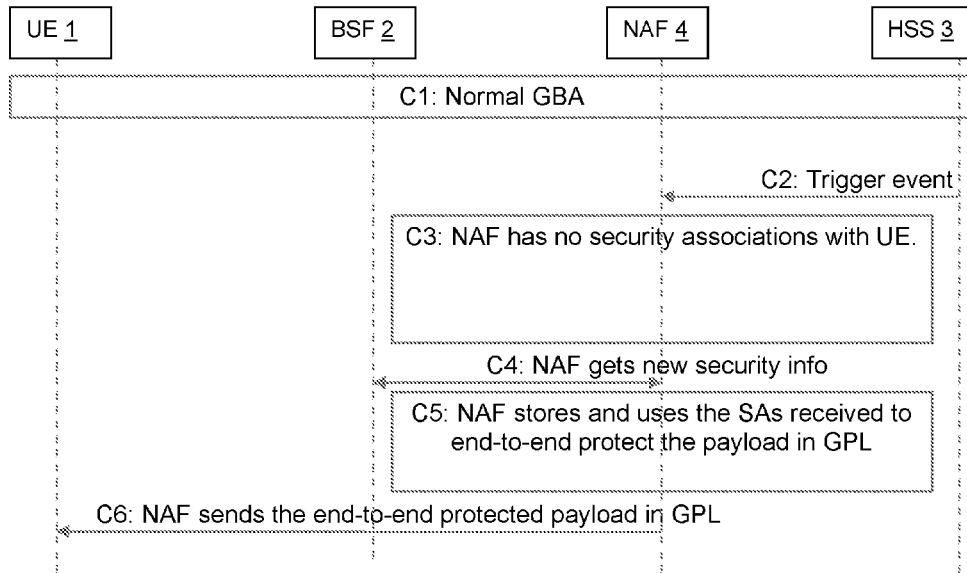 UE 1
BSF 2
NAF 4
HSS 3
C1: Normal GBA
C2: Trigger event
C3: NAF has no security associations with UE.
C4: NAF gets new security info
C5: NAF stores and uses the SAs received to
end-to-end protect the payload in GPL
C6: NAF sends the end-to-end protected payload in GPL